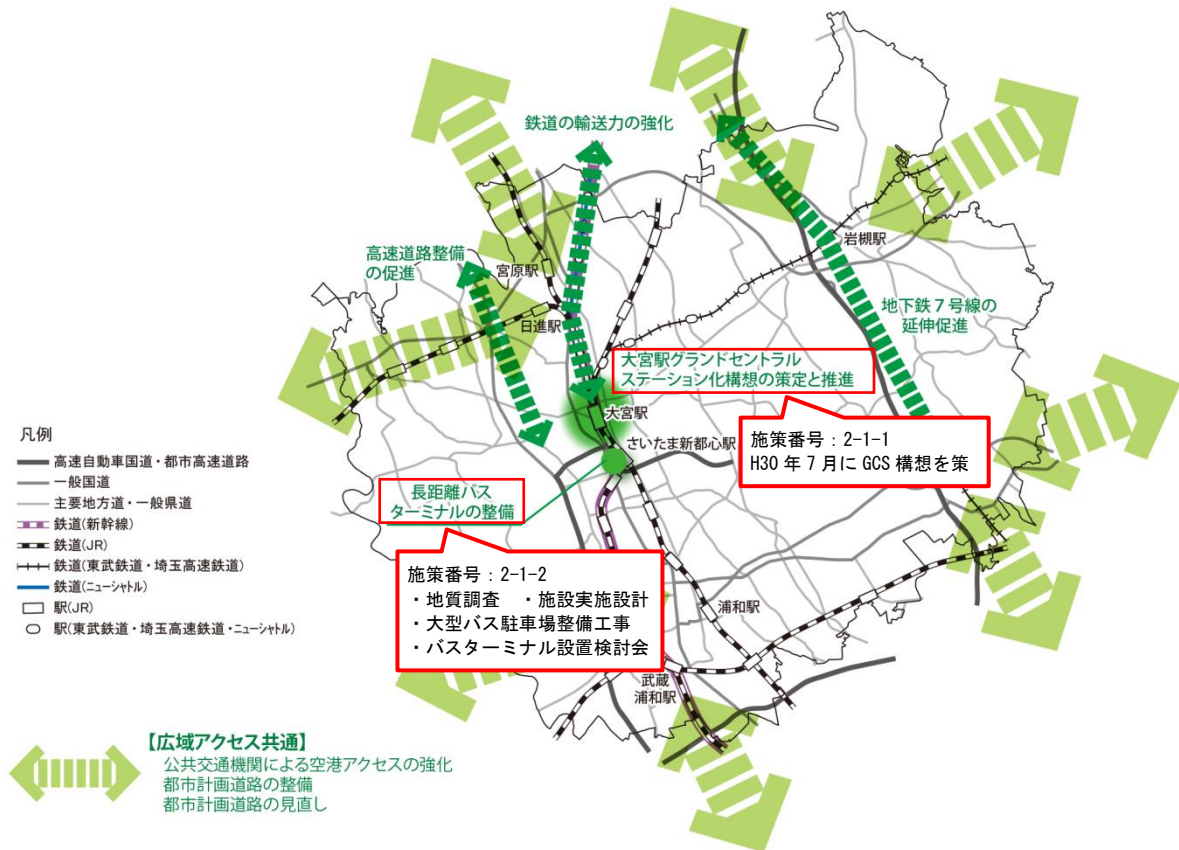 鉄道の輸送力の強化
岩槻駅
高速道路整備
の促進
宮原駅
地下鉄7号線の
延伸促進
日進駅
大宮駅グランドセントラル
ステーション化構想の策定と推進
大宮駅
さいたま新都心駅
施策番号:2-1-1
H30年7月にGCS構想を策
長距離バス
ターミナルの整備
施策番号:2-1-2
・地質調査 ・施設実施設計
・大型バス駐車場整備工事
・バスターミナル設置検討会
浦和駅
武蔵
浦和駅
凡例
高速自動車国道・都市高速道路
一般国道
主要地方道・一般県道
鉄道(新幹線)
鉄道(JR)
鉄道(東武鉄道・埼玉高速鉄道)
鉄道(ニューシャトル)
駅(JR)
駅(東武鉄道・埼玉高速鉄道・ニューシャトル)
【広域アクセス共通】
公共交通機関による空港アクセスの強化
都市計画道路の整備
都市計画道路の見直し